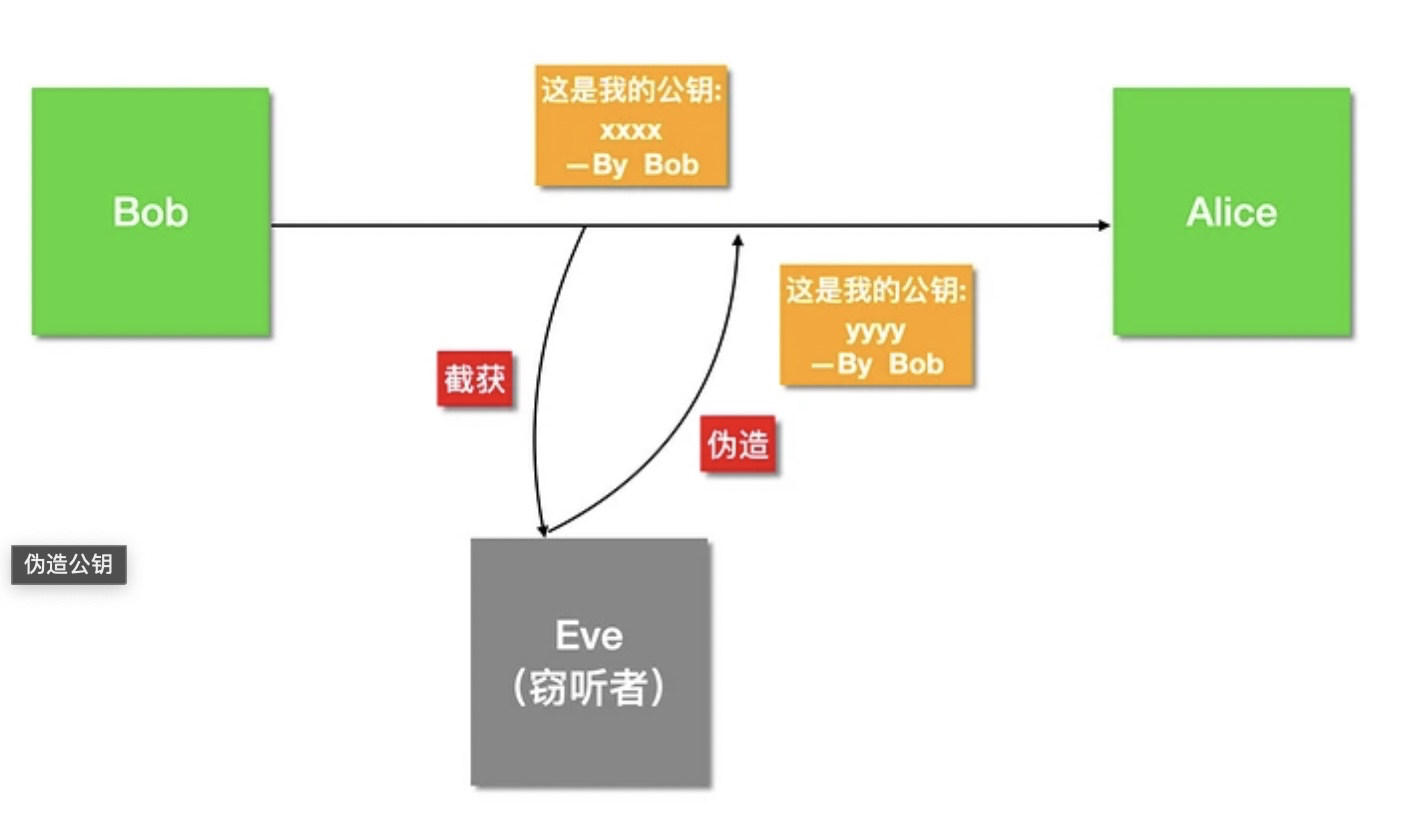 这是我的公钥:
xxxx
—By Bob
Bob
Alice
这是我的公钥:
yyyy
—By Bob
截获
伪造
伪造公钥
Eve
（窃听者）